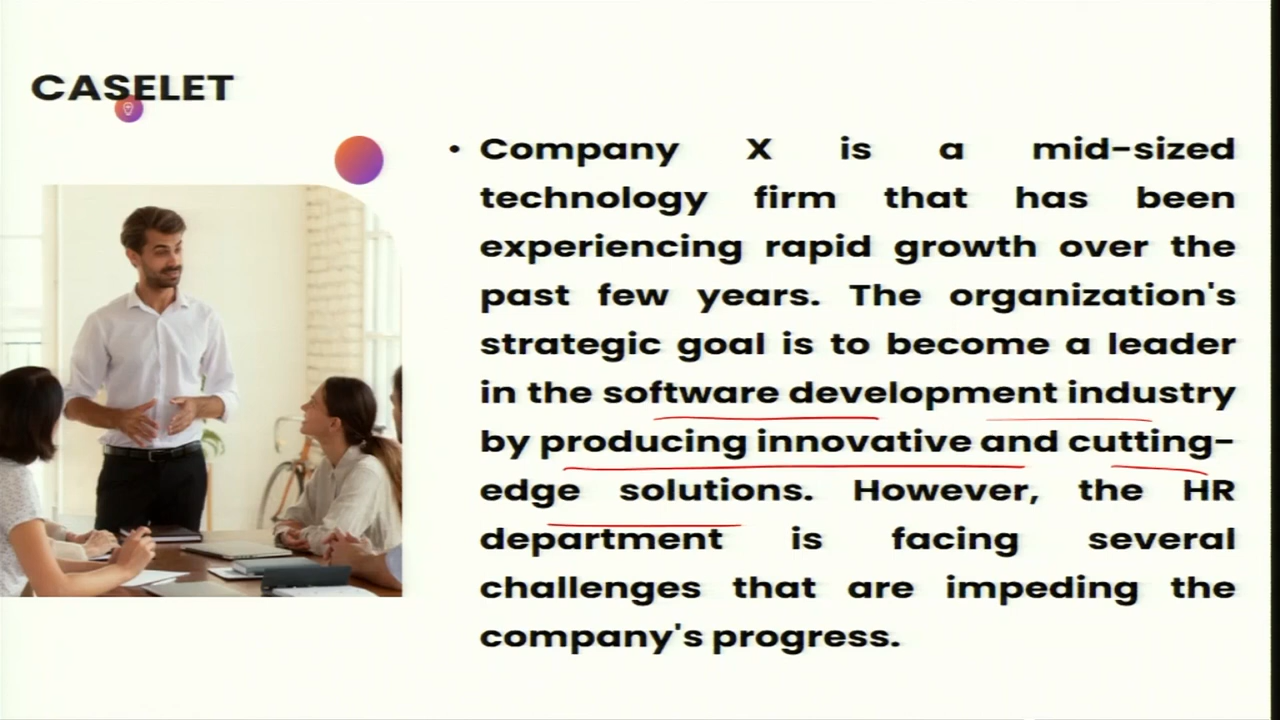 CASELET
• Company X is a mid-sized
technology firm that has been
experiencing rapid growth over the
past few years. The organization's
strategic goal is to become a leader
in the software development industry
by producing innovative and cutting-
edge solutions. However, the HR
department is facing several
challenges that are impeding the
company's progress.